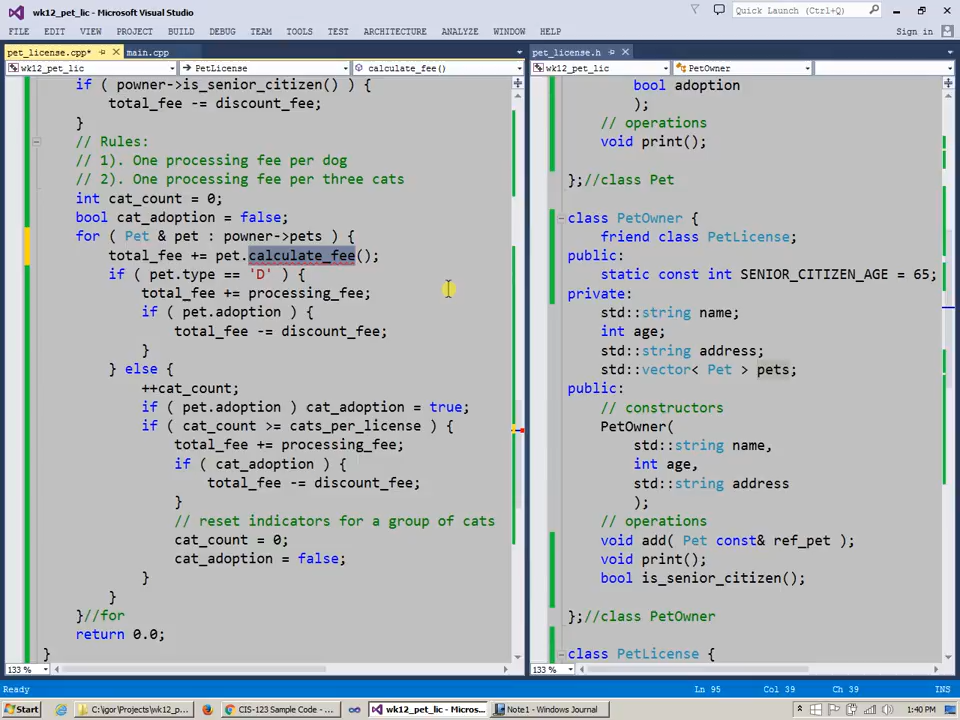 wk12_pet_lic - Microsoft Visual Studio
Quick Launch (Ctrl+Q)
FILE EDIT VIEW PROJECT BUILD DEBUG TEAM TOOLS TEST ARCHITECTURE ANALYZE WINDOW HELP Sign in
pet_license.cpp* main.cpp
wk12_pet_lic PetLicense calculate_fee()
if ( powner->is_senior_citizen() ) {
total_fee -= discount_fee;
}
// Rules:
// 1). One processing fee per dog
// 2). One processing fee per three cats
int cat_count = 0;
bool cat_adoption = false;
for ( Pet & pet : powner->pets ) {
total_fee += pet.calculate_fee();
if ( pet.type == 'D' ) {
total_fee += processing_fee;
if ( pet.adoption ) {
total_fee -= discount_fee;
}
} else {
++cat_count;
if ( pet.adoption ) cat_adoption = true;
if ( cat_count >= cats_per_license ) {
total_fee += processing_fee;
if ( cat_adoption ) {
total_fee -= discount_fee;
}
// reset indicators for a group of cats
cat_count = 0;
cat_adoption = false;
}
}
}//for
return 0.0;
}
133 %
pet_license.h
wk12_pet_lic PetOwner
bool adoption
);
// operations
void print();
};//class Pet
class PetOwner {
friend class PetLicense;
public:
static const int SENIOR_CITIZEN_AGE = 65;
private:
std::string name;
int age;
std::string address;
std::vector< Pet > pets;
public:
// constructors
PetOwner(
std::string name,
int age,
std::string address
);
// operations
void add( Pet const& ref_pet );
void print();
bool is_senior_citizen();
};//class PetOwner
class PetLicense {
133 %
Ready Ln 95 Col 39 Ch 39 INS
Start C:\igor\Projects\wk12_p... CIS-123 Sample Code -... wk12_pet_lic - Micros... Note1 - Windows Journal 1:40 PM